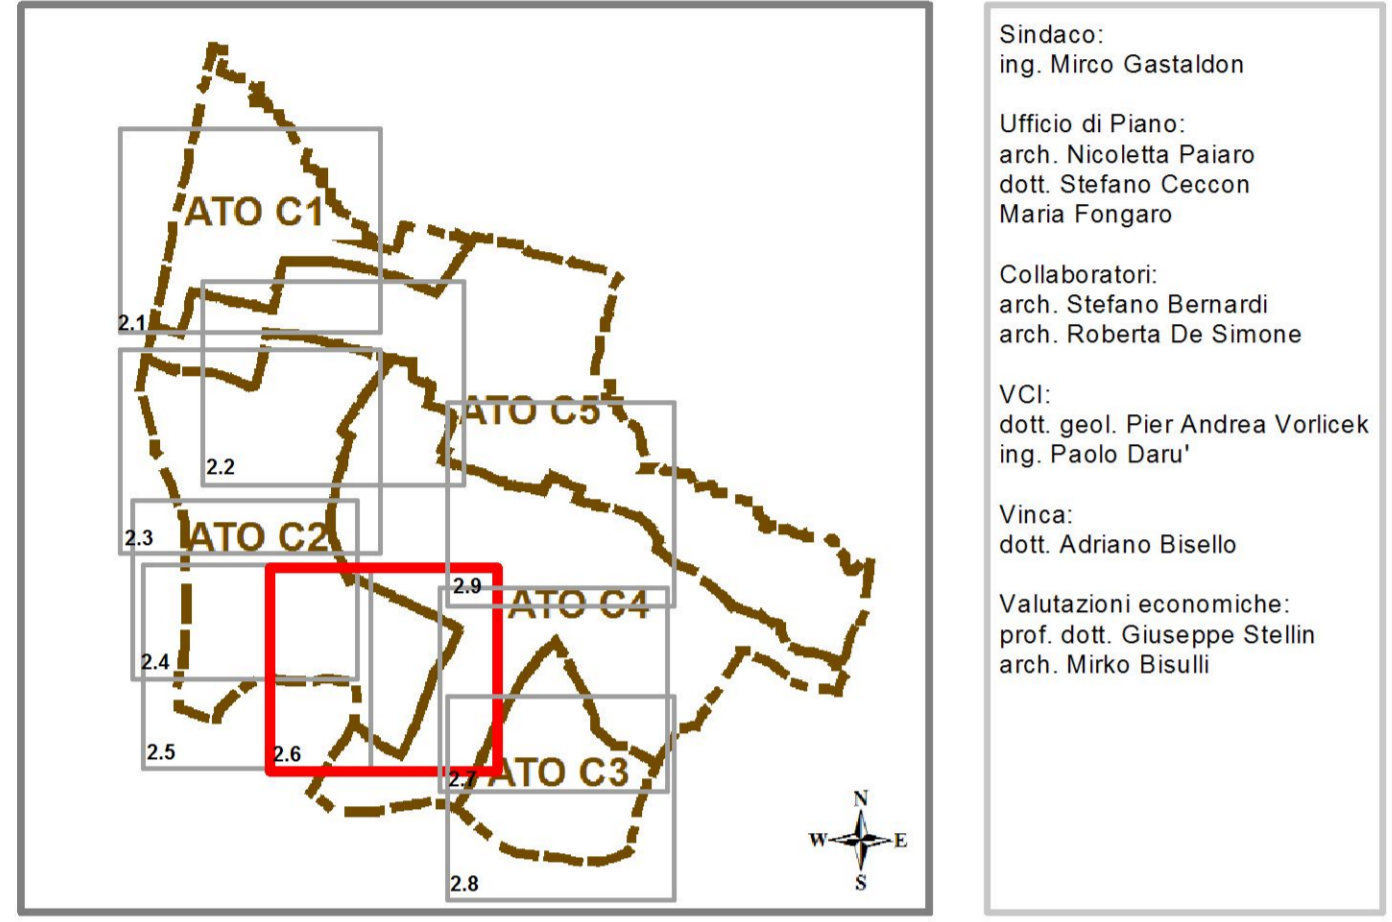 ATO C1
2.1
ATO C5
2.2
2.3
ATO C2
2.9
ATO C4
2.4
2.5
2.6
2.7
ATO C3
2.8
N
W
E
S
Sindaco:
ing. Mirco Gastaldon
Ufficio di Piano:
arch. Nicoletta Paiaro
dott. Stefano Ceccon
Maria Fongaro
Collaboratori:
arch. Stefano Bernardi
arch. Roberta De Simone
VCI:
dott. geol. Pier Andrea Vorlicek
ing. Paolo Daru'
Vinca:
dott. Adriano Bisello
Valutazioni economiche:
prof. dott. Giuseppe Stellin
arch. Mirko Bisulli